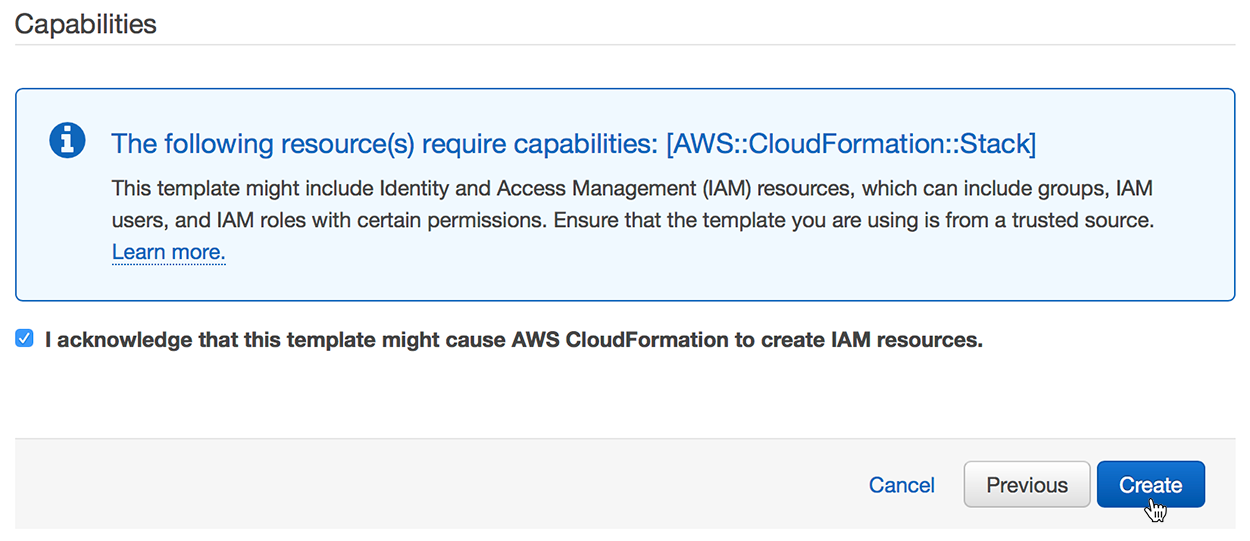 Capabilities
The following resource(s) require capabilities: [AWS::CloudFormation::Stack]
This template might include Identity and Access Management (IAM) resources, which can include groups, IAM
users, and IAM roles with certain permissions. Ensure that the template you are using is from a trusted source.
Learn more.
I acknowledge that this template might cause AWS CloudFormation to create IAM resources.
Cancel Previous Create